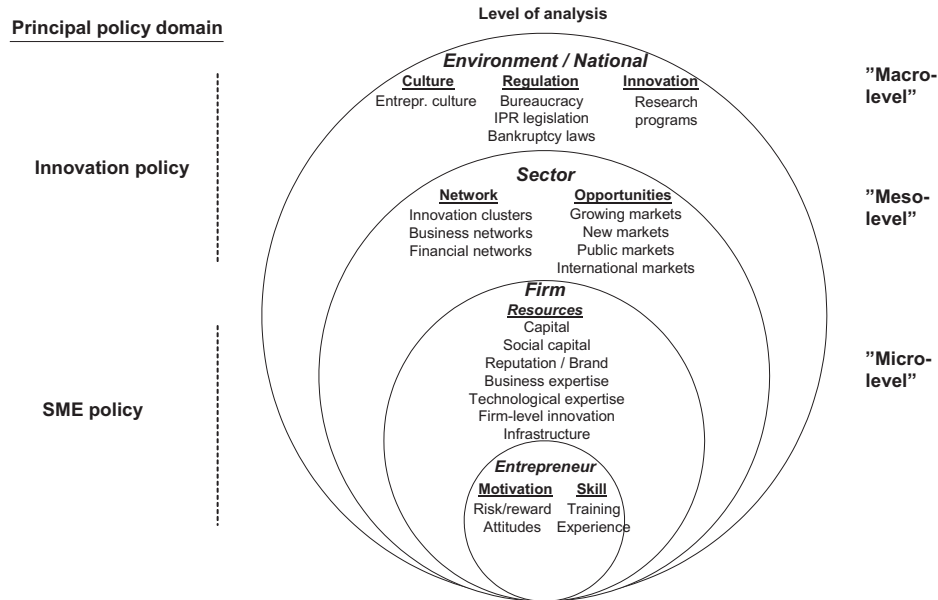 Level of analysis
Principal policy domain
Environment / National
Culture Regulation Innovation
Entrepr. culture Bureaucracy Research
IPR legislation programs
Bankruptcy laws
”Macro-
level”
Innovation policy
Sector
Network Opportunities
Innovation clusters Growing markets
Business networks New markets
Financial networks Public markets
International markets
”Meso-
level”
Firm
Resources
Capital
Social capital
Reputation / Brand
Business expertise
Technological expertise
Firm-level innovation
Infrastructure
”Micro-
level”
SME policy
Entrepreneur
Motivation Skill
Risk/reward Training
Attitudes Experience